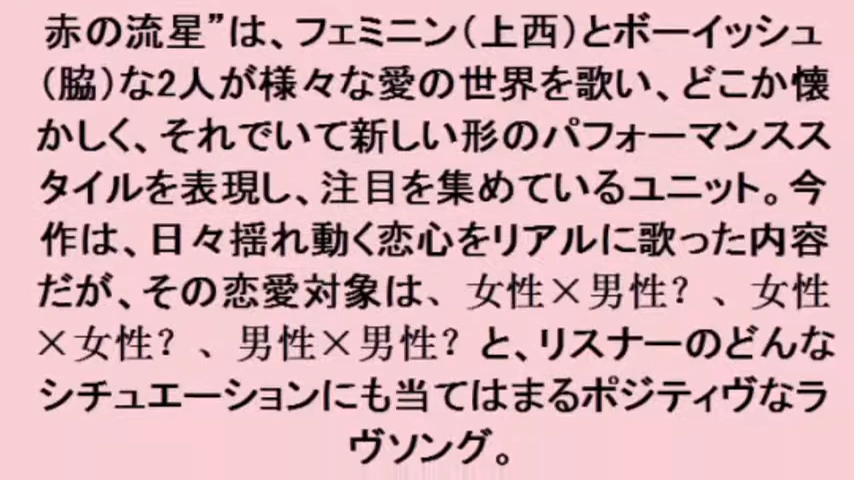 赤の流星”は、フェミニン（上西）とボーイッシュ
（脇）な2人が様々な愛の世界を歌い、どこか懐
かしく、それでいて新しい形のパフォーマンスス
タイルを表現し、注目を集めているユニット。今
作は、日々揺れ動く恋心をリアルに歌った内容
だが、その恋愛対象は、女性×男性？、女性
×女性？、男性×男性？と、リスナーのどんな
シチュエーションにも当てはまるポジティヴなラ
ヴソング。